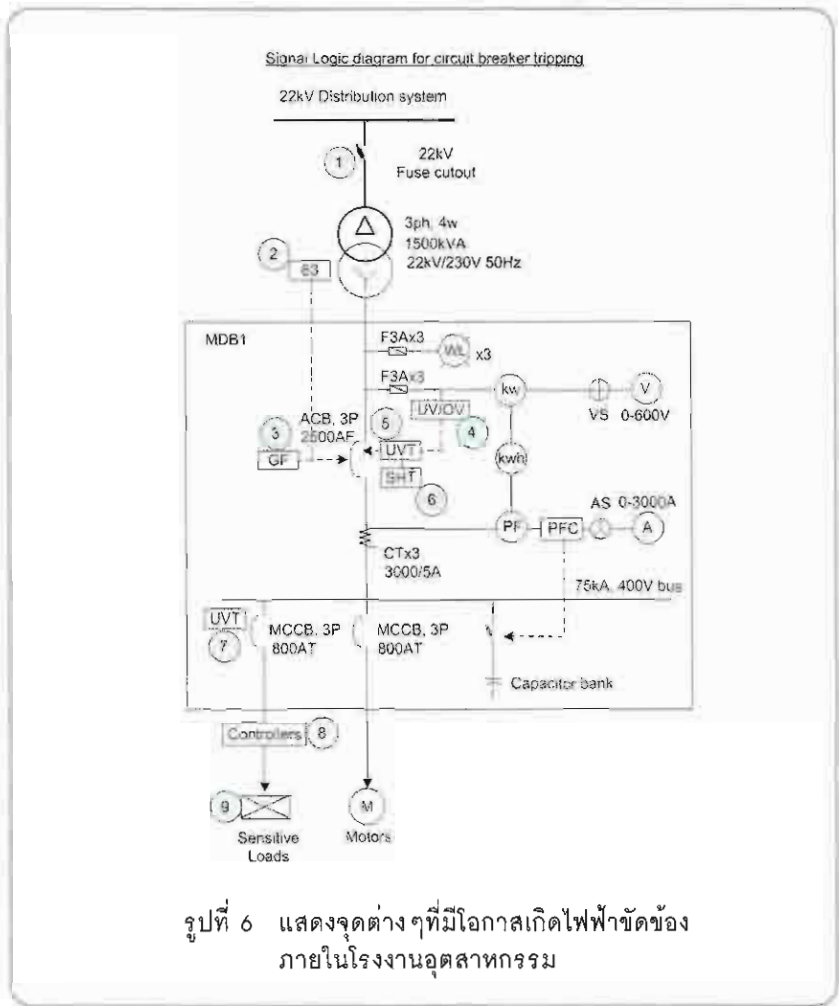 Signal Logic diagram for circuit breaker tripping
22kV Distribution system
1
22kV
Fuse cutout
3ph, 4w
1500kVA
22kV/230V 50Hz
2
63
MDB1
F3Ax3
WL
x3
F3Ax3
kw
V
UV/OV
VS 0-600V
4
ACB, 3P
2500AF
5
3
GF
UVT
SHT
6
kwh
AS 0-3000A
PF
PFC
A
CTx3
3000/5A
75kA, 400V bus
UVT
7
MCCB, 3P
800AT
MCCB, 3P
800AT
Capacitor bank
Controllers
8
9
M
Sensitive
Loads
Motors
รูปที่ 6 แสดงจุดต่างๆที่มีโอกาสเกิดไฟฟ้าขัดข้อง
ภายในโรงงานอุตสาหกรรม